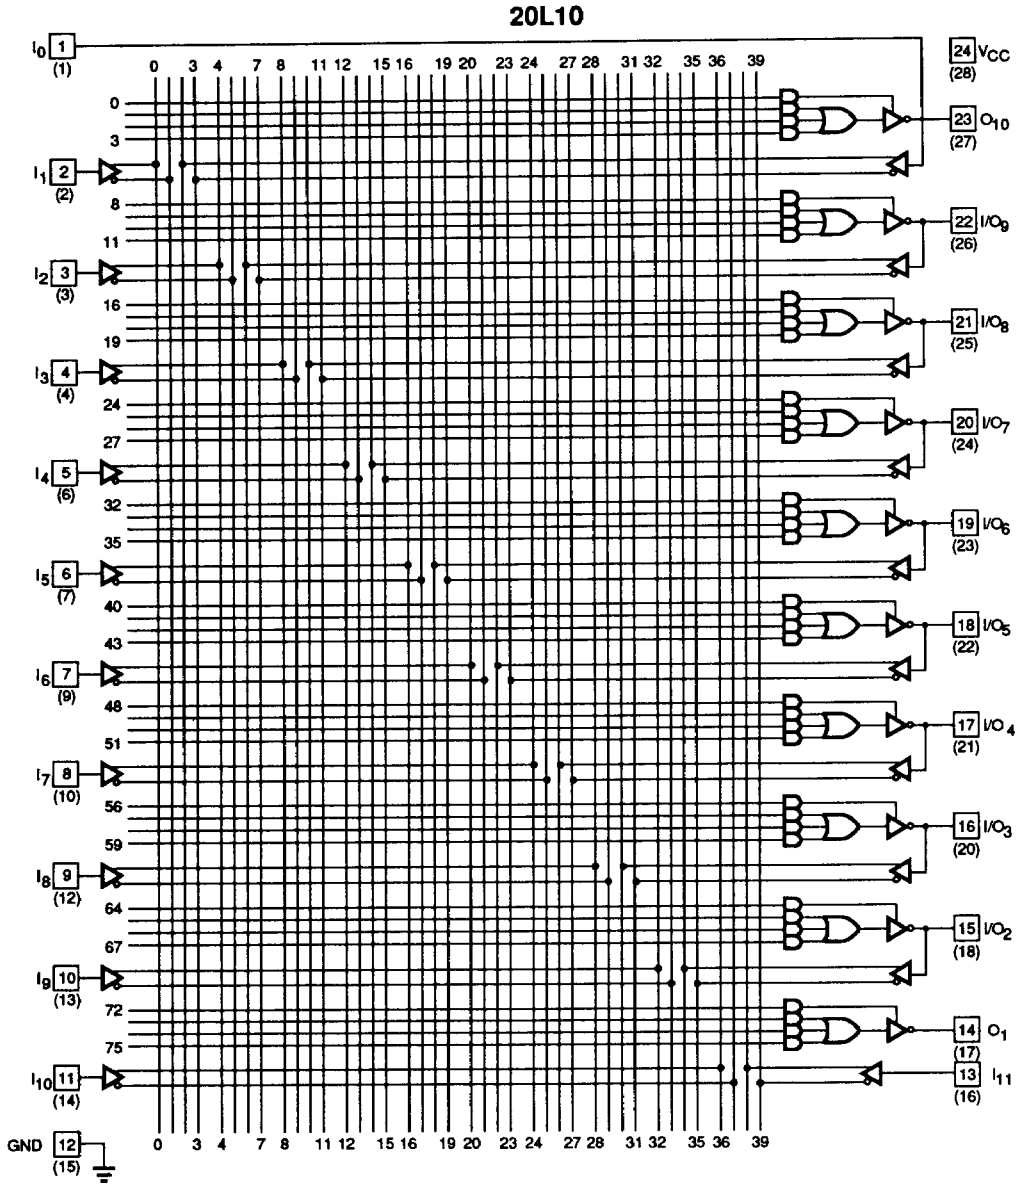 20L10
I0 1
(1)
24 VCC
(28)
0 3 4 7 8 11 12 15 16 19 20 23 24 27 28 31 32 35 36 39
0
3
23 O10
(27)
I1 2
(2)
8
11
22 I/O9
(26)
I2 3
(3)
16
19
21 I/O8
(25)
I3 4
(4)
24
27
20 I/O7
(24)
I4 5
(6)
32
35
19 I/O6
(23)
I5 6
(7)
40
43
18 I/O5
(22)
I6 7
(9)
48
51
17 I/O4
(21)
I7 8
(10)
56
59
16 I/O3
(20)
I8 9
(12)
64
67
15 I/O2
(18)
I9 10
(13)
72
75
14 O1
(17)
I10 11
(14)
13 I11
(16)
GND 12
(15)
0 3 4 7 8 11 12 15 16 19 20 23 24 27 28 31 32 35 36 39